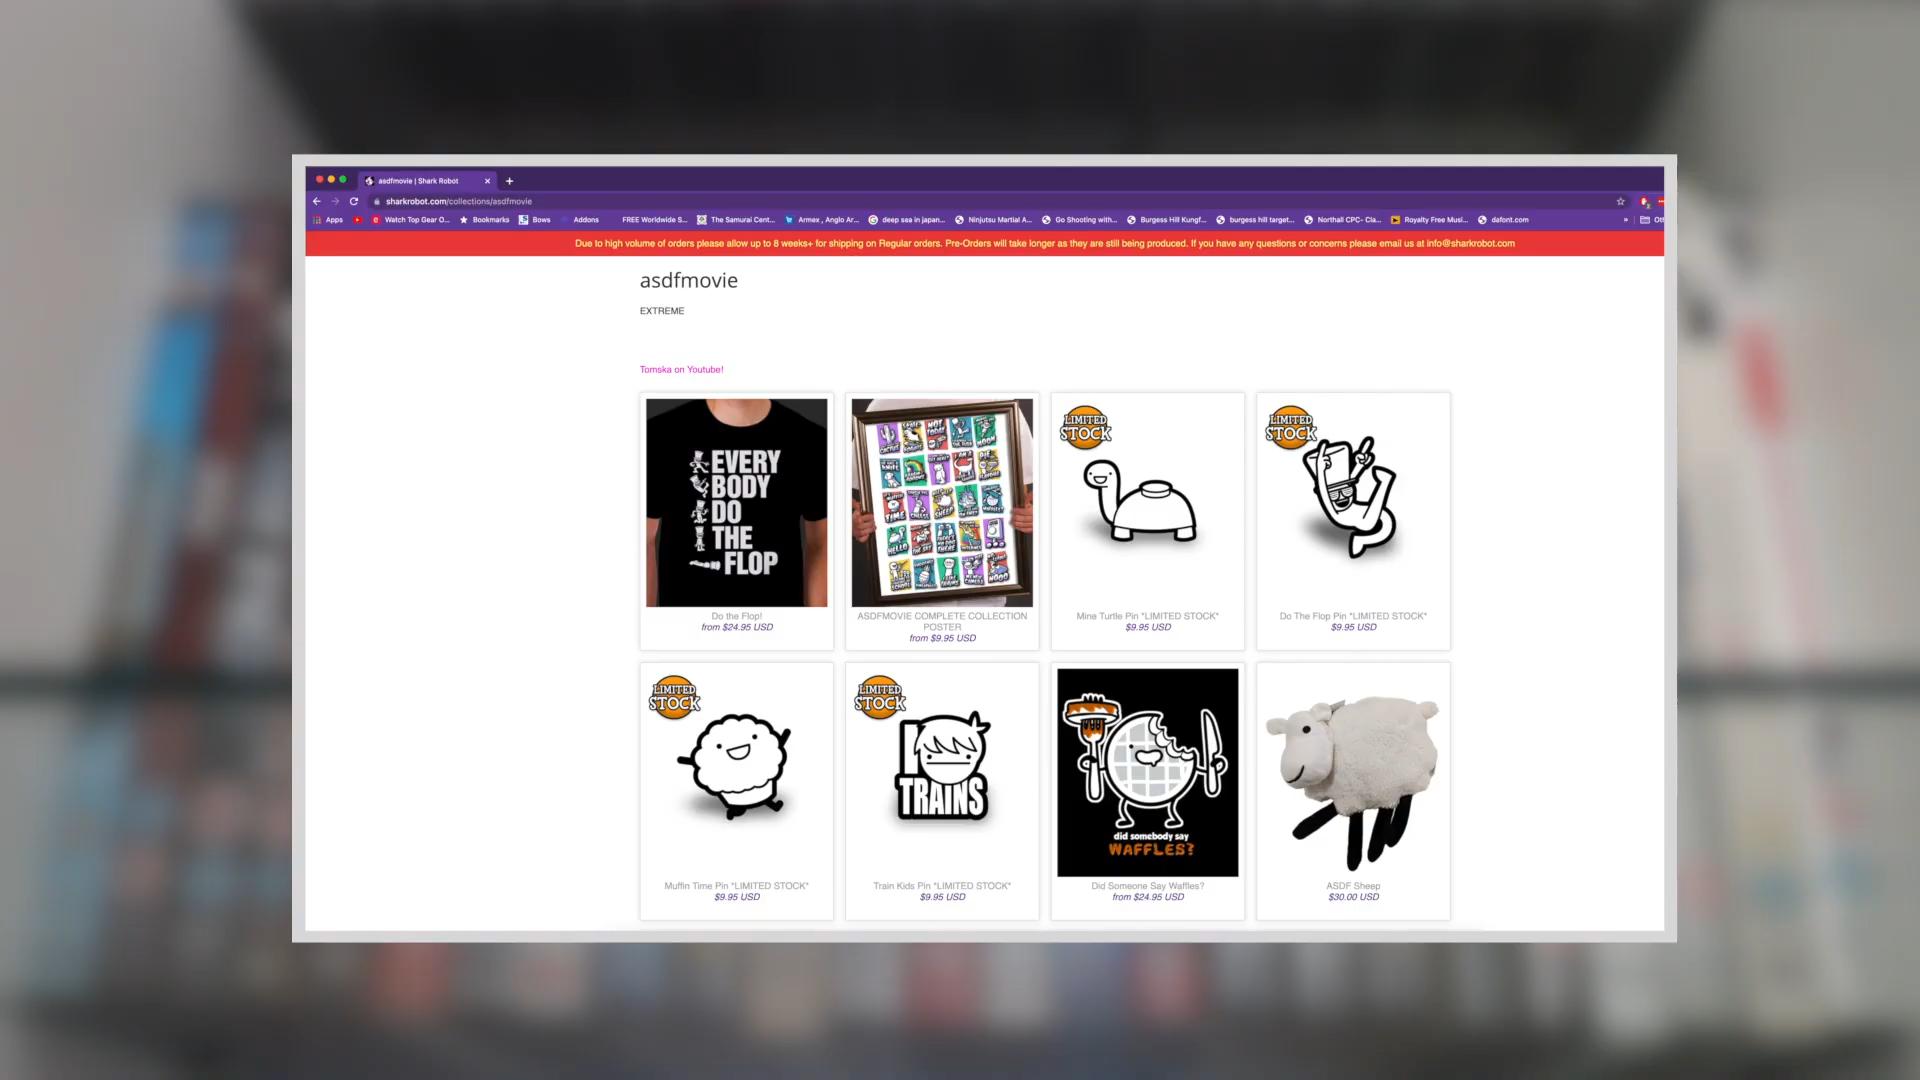 asdfmovie | Shark Robot
sharkrobot.com/collections/asdfmovie
Apps
Watch Top Gear O...
Bookmarks
Bows
Addons
FREE Worldwide S...
The Samurai Cent...
Armex , Anglo Ar...
deep sea in japan...
Ninjutsu Martial A...
Go Shooting with...
Burgess Hill Kungf...
burgess hill target...
Northall CPC- Cla...
Royalty Free Musi...
dafont.com
»
Due to high volume of orders please allow up to 8 weeks+ for shipping on Regular orders. Pre-Orders will take longer as they are still being produced. If you have any questions or concerns please email us at info@sharkrobot.com
asdfmovie
EXTREME
Tomska on Youtube!
EVERY
BODY
DO
THE
FLOP
Do the Flop!
from $24.95 USD
ASDFMOVIE COMPLETE COLLECTION
POSTER
from $9.95 USD
LIMITED
STOCK
Mine Turtle Pin *LIMITED STOCK*
$9.95 USD
LIMITED
STOCK
Do The Flop Pin *LIMITED STOCK*
$9.95 USD
LIMITED
STOCK
Muffin Time Pin *LIMITED STOCK*
$9.95 USD
LIMITED
STOCK
I
TRAINS
Train Kids Pin *LIMITED STOCK*
$9.95 USD
did somebody say
WAFFLES?
Did Someone Say Waffles?
from $24.95 USD
ASDF Sheep
$30.00 USD